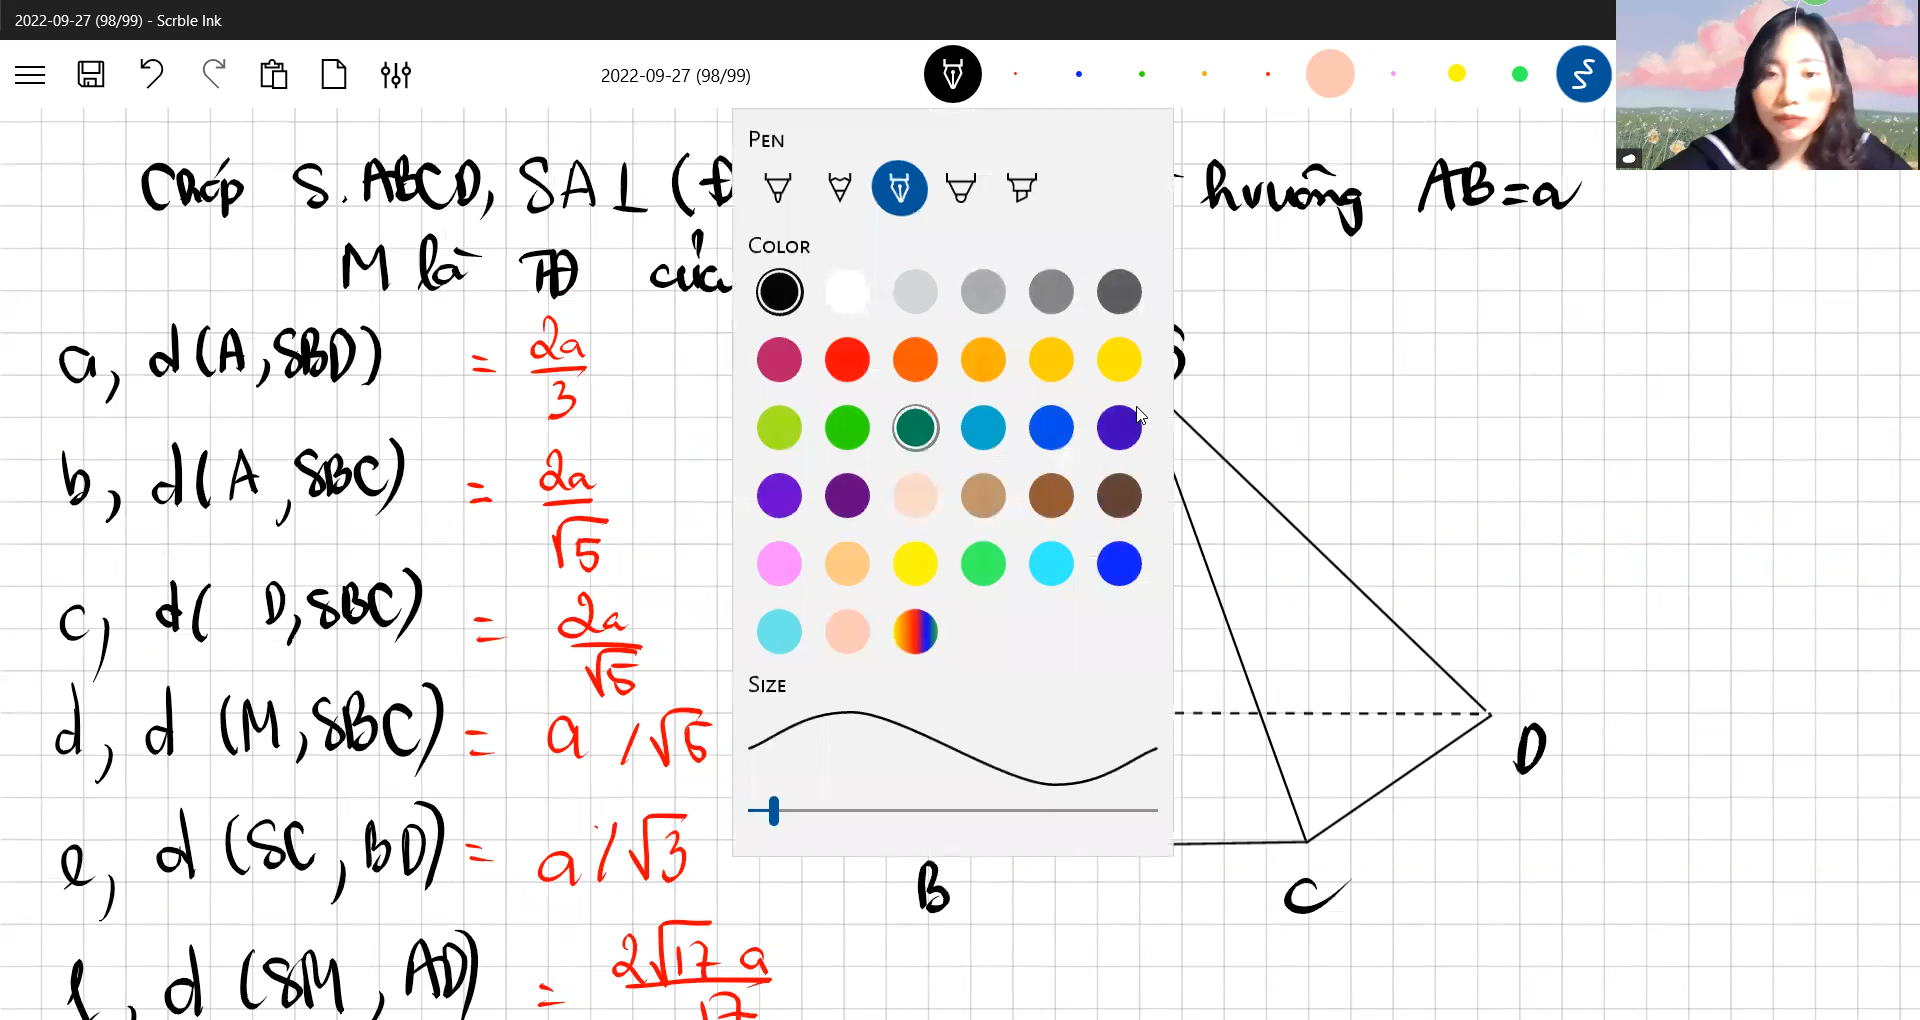 2022-09-27 (98/99) - Scrble Ink
2022-09-27 (98/99)
Chóp S.ABCD, SA⊥(Đ hvuông AB=a
M là TĐ của
a, d(A,SBD) = 2a/3
b, d(A,SBC) = 2a/√5
c, d(D,SBC) = 2a/√5
d, d(M,SBC) = a/√5
e, d(SC,BD) = a/√3
f, d(SM,AD) = 2√17 a/17
PEN
COLOR
SIZE
S
D
B
C